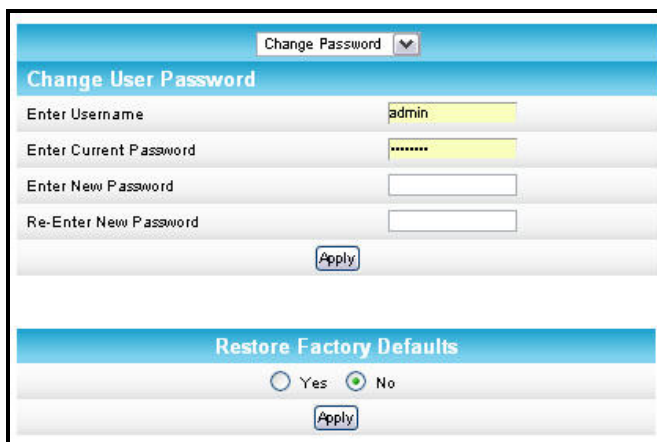 Change Password
Change User Password
Enter Username admin
Enter Current Password ••••••••
Enter New Password
Re-Enter New Password
Apply
Restore Factory Defaults
Yes No
Apply